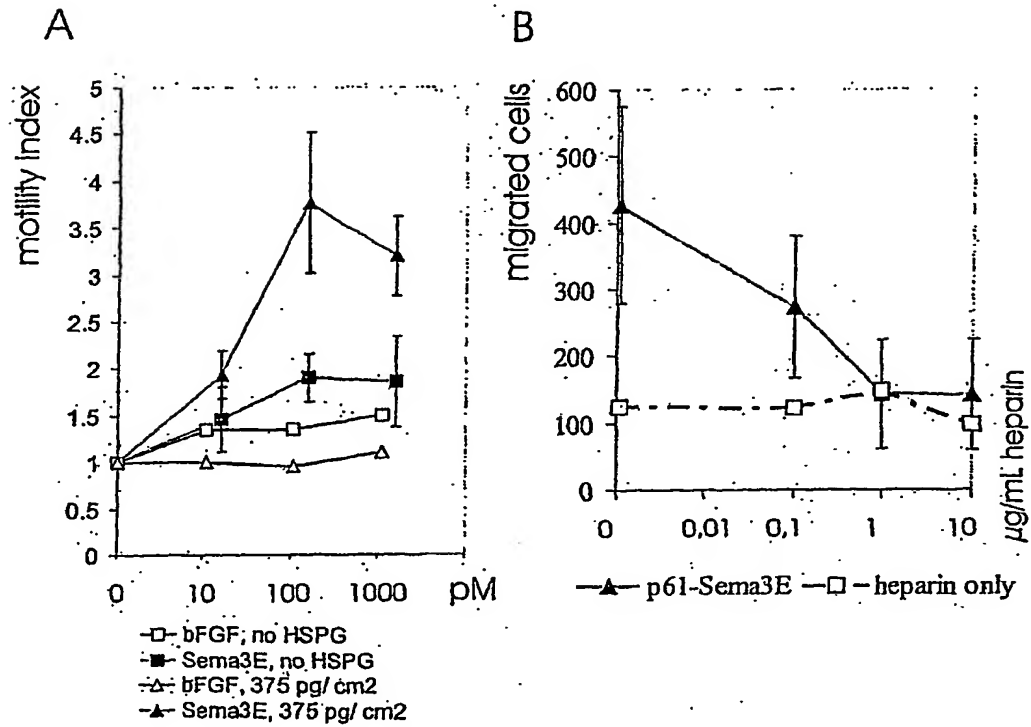 A
motility index
5
4.5
4
3.5
3
2.5
2
1.5
1
0.5
0
0 10 100 1000 pM
bFGF; no HSPG
Sema3E, no HSPG
bFGF, 375 pg/ cm2
Sema3E, 375 pg/ cm2
B
migrated cells
600
500
400
300
200
100
0
0 0,01 0,1 1 10
µg/mL heparin
p61-Sema3E heparin only